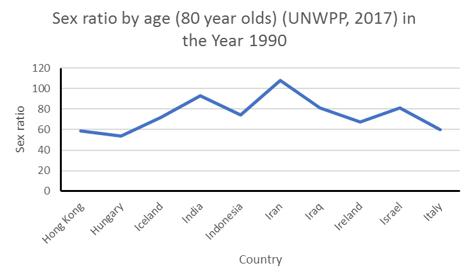 Sex ratio by age (80 year olds) (UNWPP, 2017) in
the Year 1990
120
100
80
60
40
20
0
Sex ratio
Hong Kong
Hungary
Iceland
India
Indonesia
Iran
Iraq
Ireland
Israel
Italy
Country